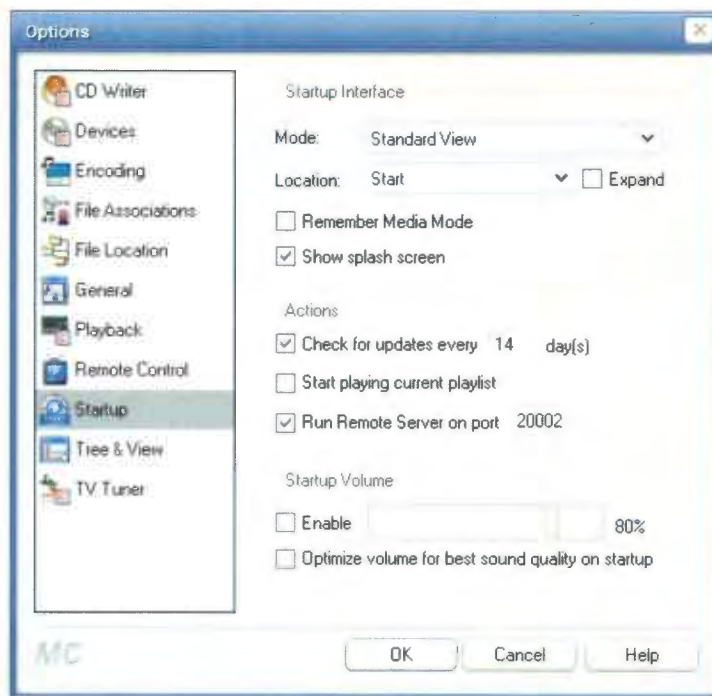 Options
CD Writer
Devices
Encoding
File Associations
File Location
General
Playback
Remote Control
Startup
Tree & View
TV Tuner
Startup Interface
Mode: Standard View
Location: Start Expand
Remember Media Mode
Show splash screen
Actions
Check for updates every 14 day(s)
Start playing current playlist
Run Remote Server on port 20002
Startup Volume
Enable 80%
Optimize volume for best sound quality on startup
MC
OK Cancel Help